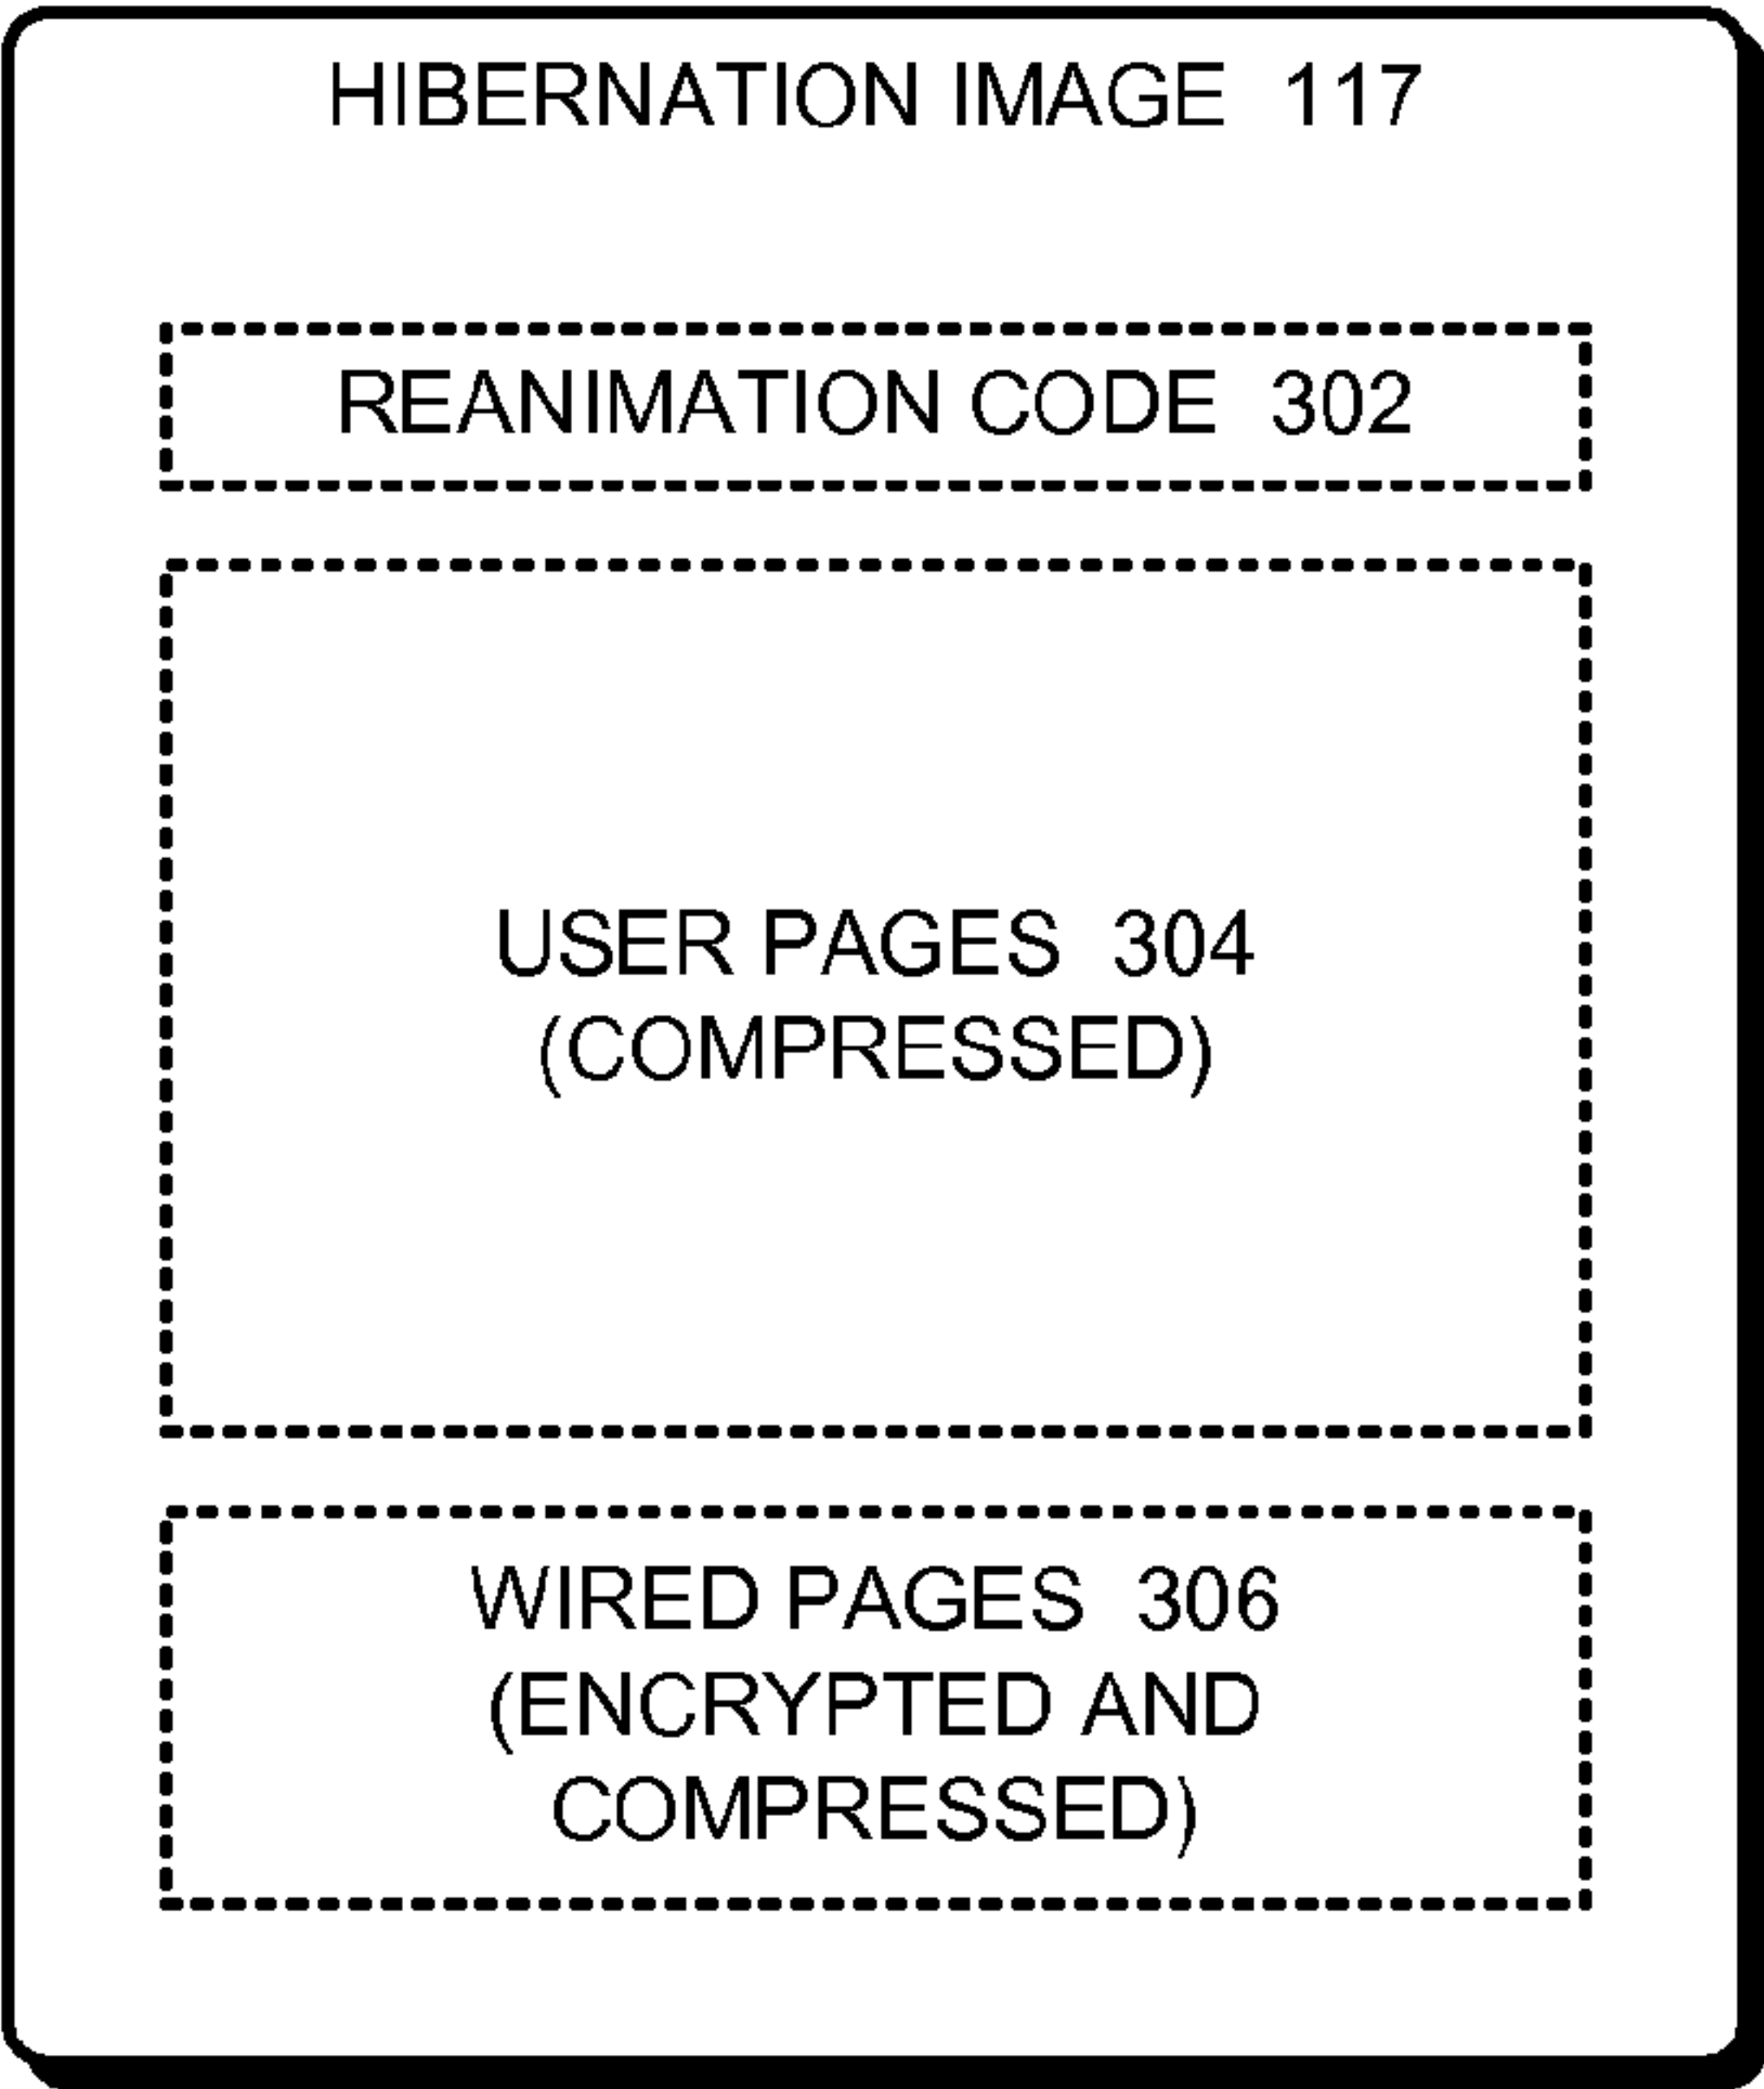 HIBERNATION IMAGE 117
REANIMATION CODE 302
USER PAGES 304
(COMPRESSED)
WIRED PAGES 306
(ENCRYPTED AND
COMPRESSED)